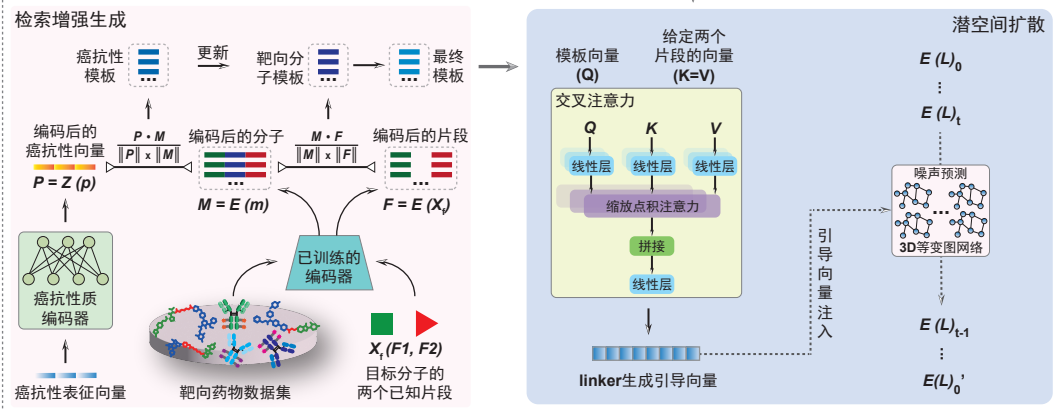 检索增强生成
癌抗性
模板
...
更新
靶向分
子模板
...
最终
模板
...
编码后的
癌抗性向量
P • M
||P|| x ||M||
编码后的分子
...
M • F
||M|| x ||F||
编码后的片段
...
P = Z (p)
M = E (m)
F = E (Xf)
癌抗性质
编码器
已训练的
编码器
Xf (F1, F2)
癌抗性表征向量
靶向药物数据集
目标分子的
两个已知片段
潜空间扩散
模板向量
(Q)
给定两个
片段的向量
(K=V)
交叉注意力
Q
K
V
线性层
线性层
线性层
缩放点积注意力
拼接
线性层
linker生成引导向量
引导向量注入
E (L)0
⋮
E (L)t
噪声预测
...
3D等变图网络
E (L)t-1
⋮
E(L)0’